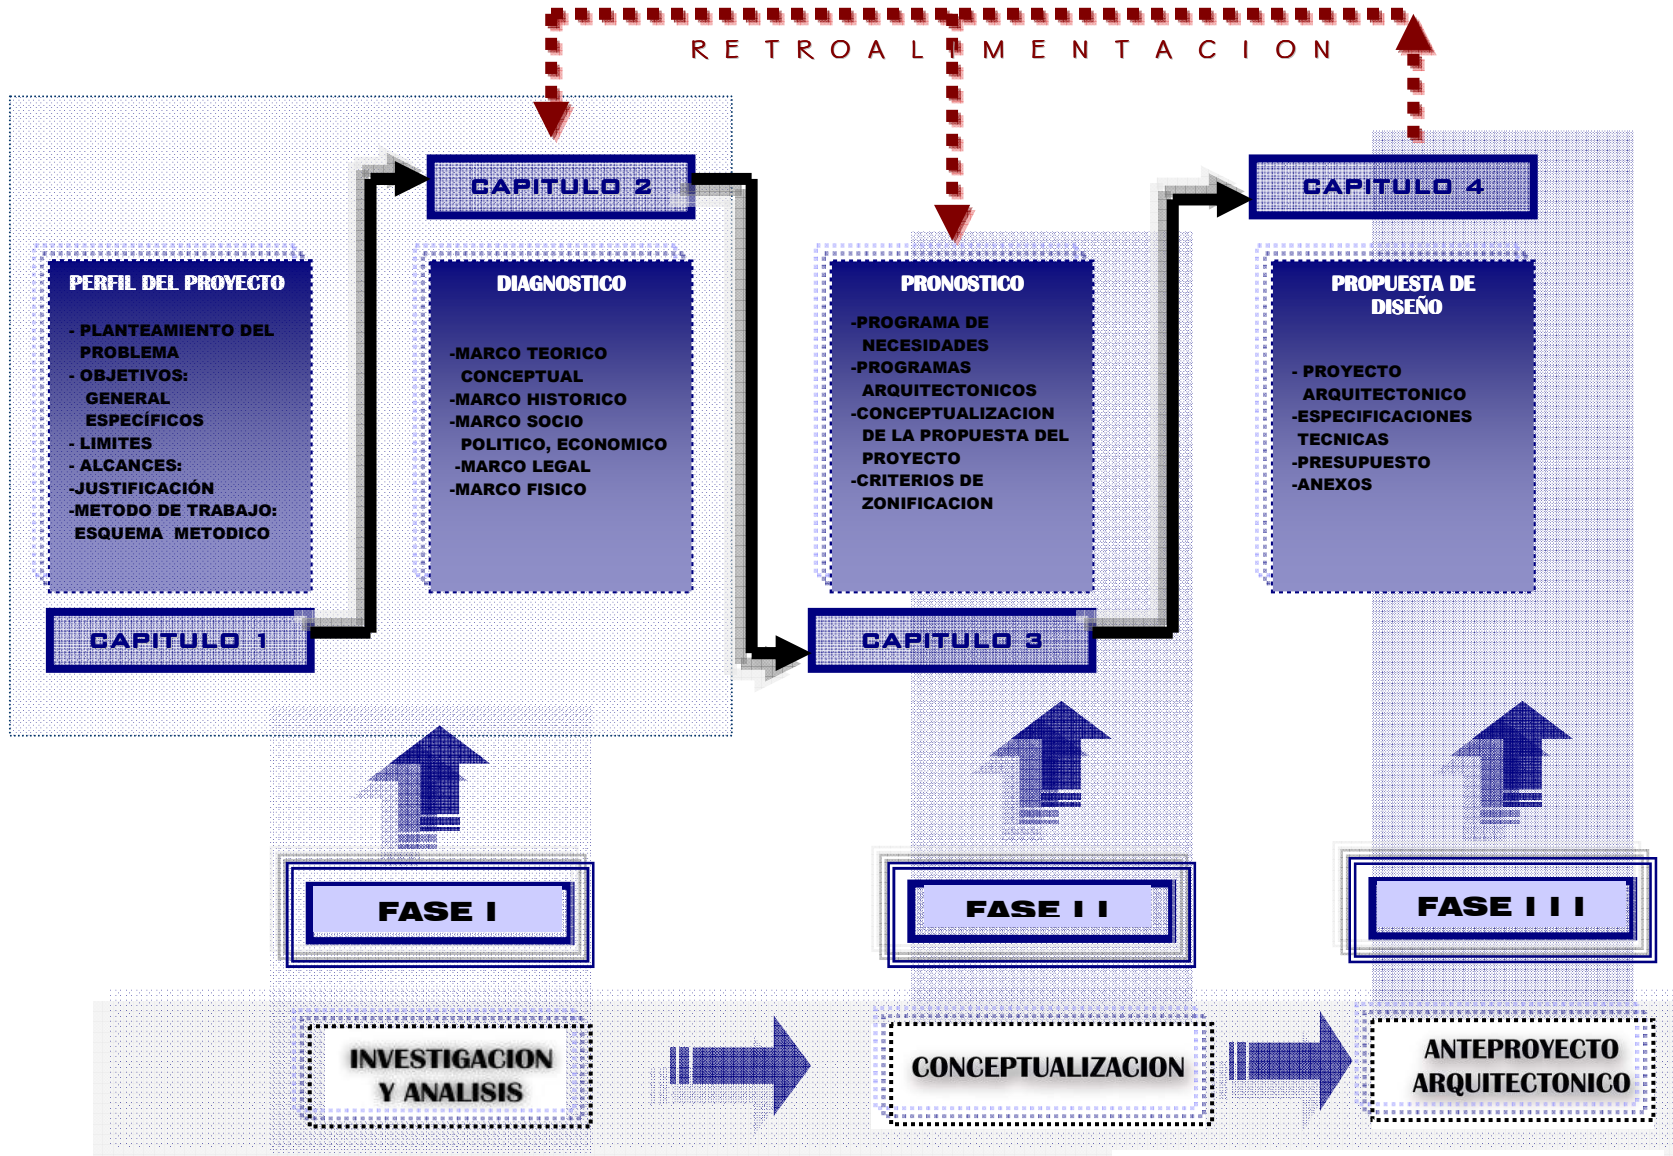 RETROALIMENTACION
CAPITULO 2
CAPITULO 4
PERFIL DEL PROYECTO
- PLANTEAMIENTO DEL
PROBLEMA
- OBJETIVOS:
GENERAL
ESPECÍFICOS
- LIMITES
- ALCANCES:
-JUSTIFICACIÓN
-METODO DE TRABAJO:
ESQUEMA METODICO
CAPITULO 1
DIAGNOSTICO
-MARCO TEORICO
CONCEPTUAL
-MARCO HISTORICO
-MARCO SOCIO
POLITICO, ECONOMICO
-MARCO LEGAL
-MARCO FISICO
PRONOSTICO
-PROGRAMA DE
NECESIDADES
-PROGRAMAS
ARQUITECTONICOS
-CONCEPTUALIZACION
DE LA PROPUESTA DEL
PROYECTO
-CRITERIOS DE
ZONIFICACION
CAPITULO 3
PROPUESTA DE
DISEÑO
- PROYECTO
ARQUITECTONICO
-ESPECIFICACIONES
TECNICAS
-PRESUPUESTO
-ANEXOS
FASE I
FASE I I
FASE I I I
INVESTIGACION
Y ANALISIS
CONCEPTUALIZACION
ANTEPROYECTO
ARQUITECTONICO